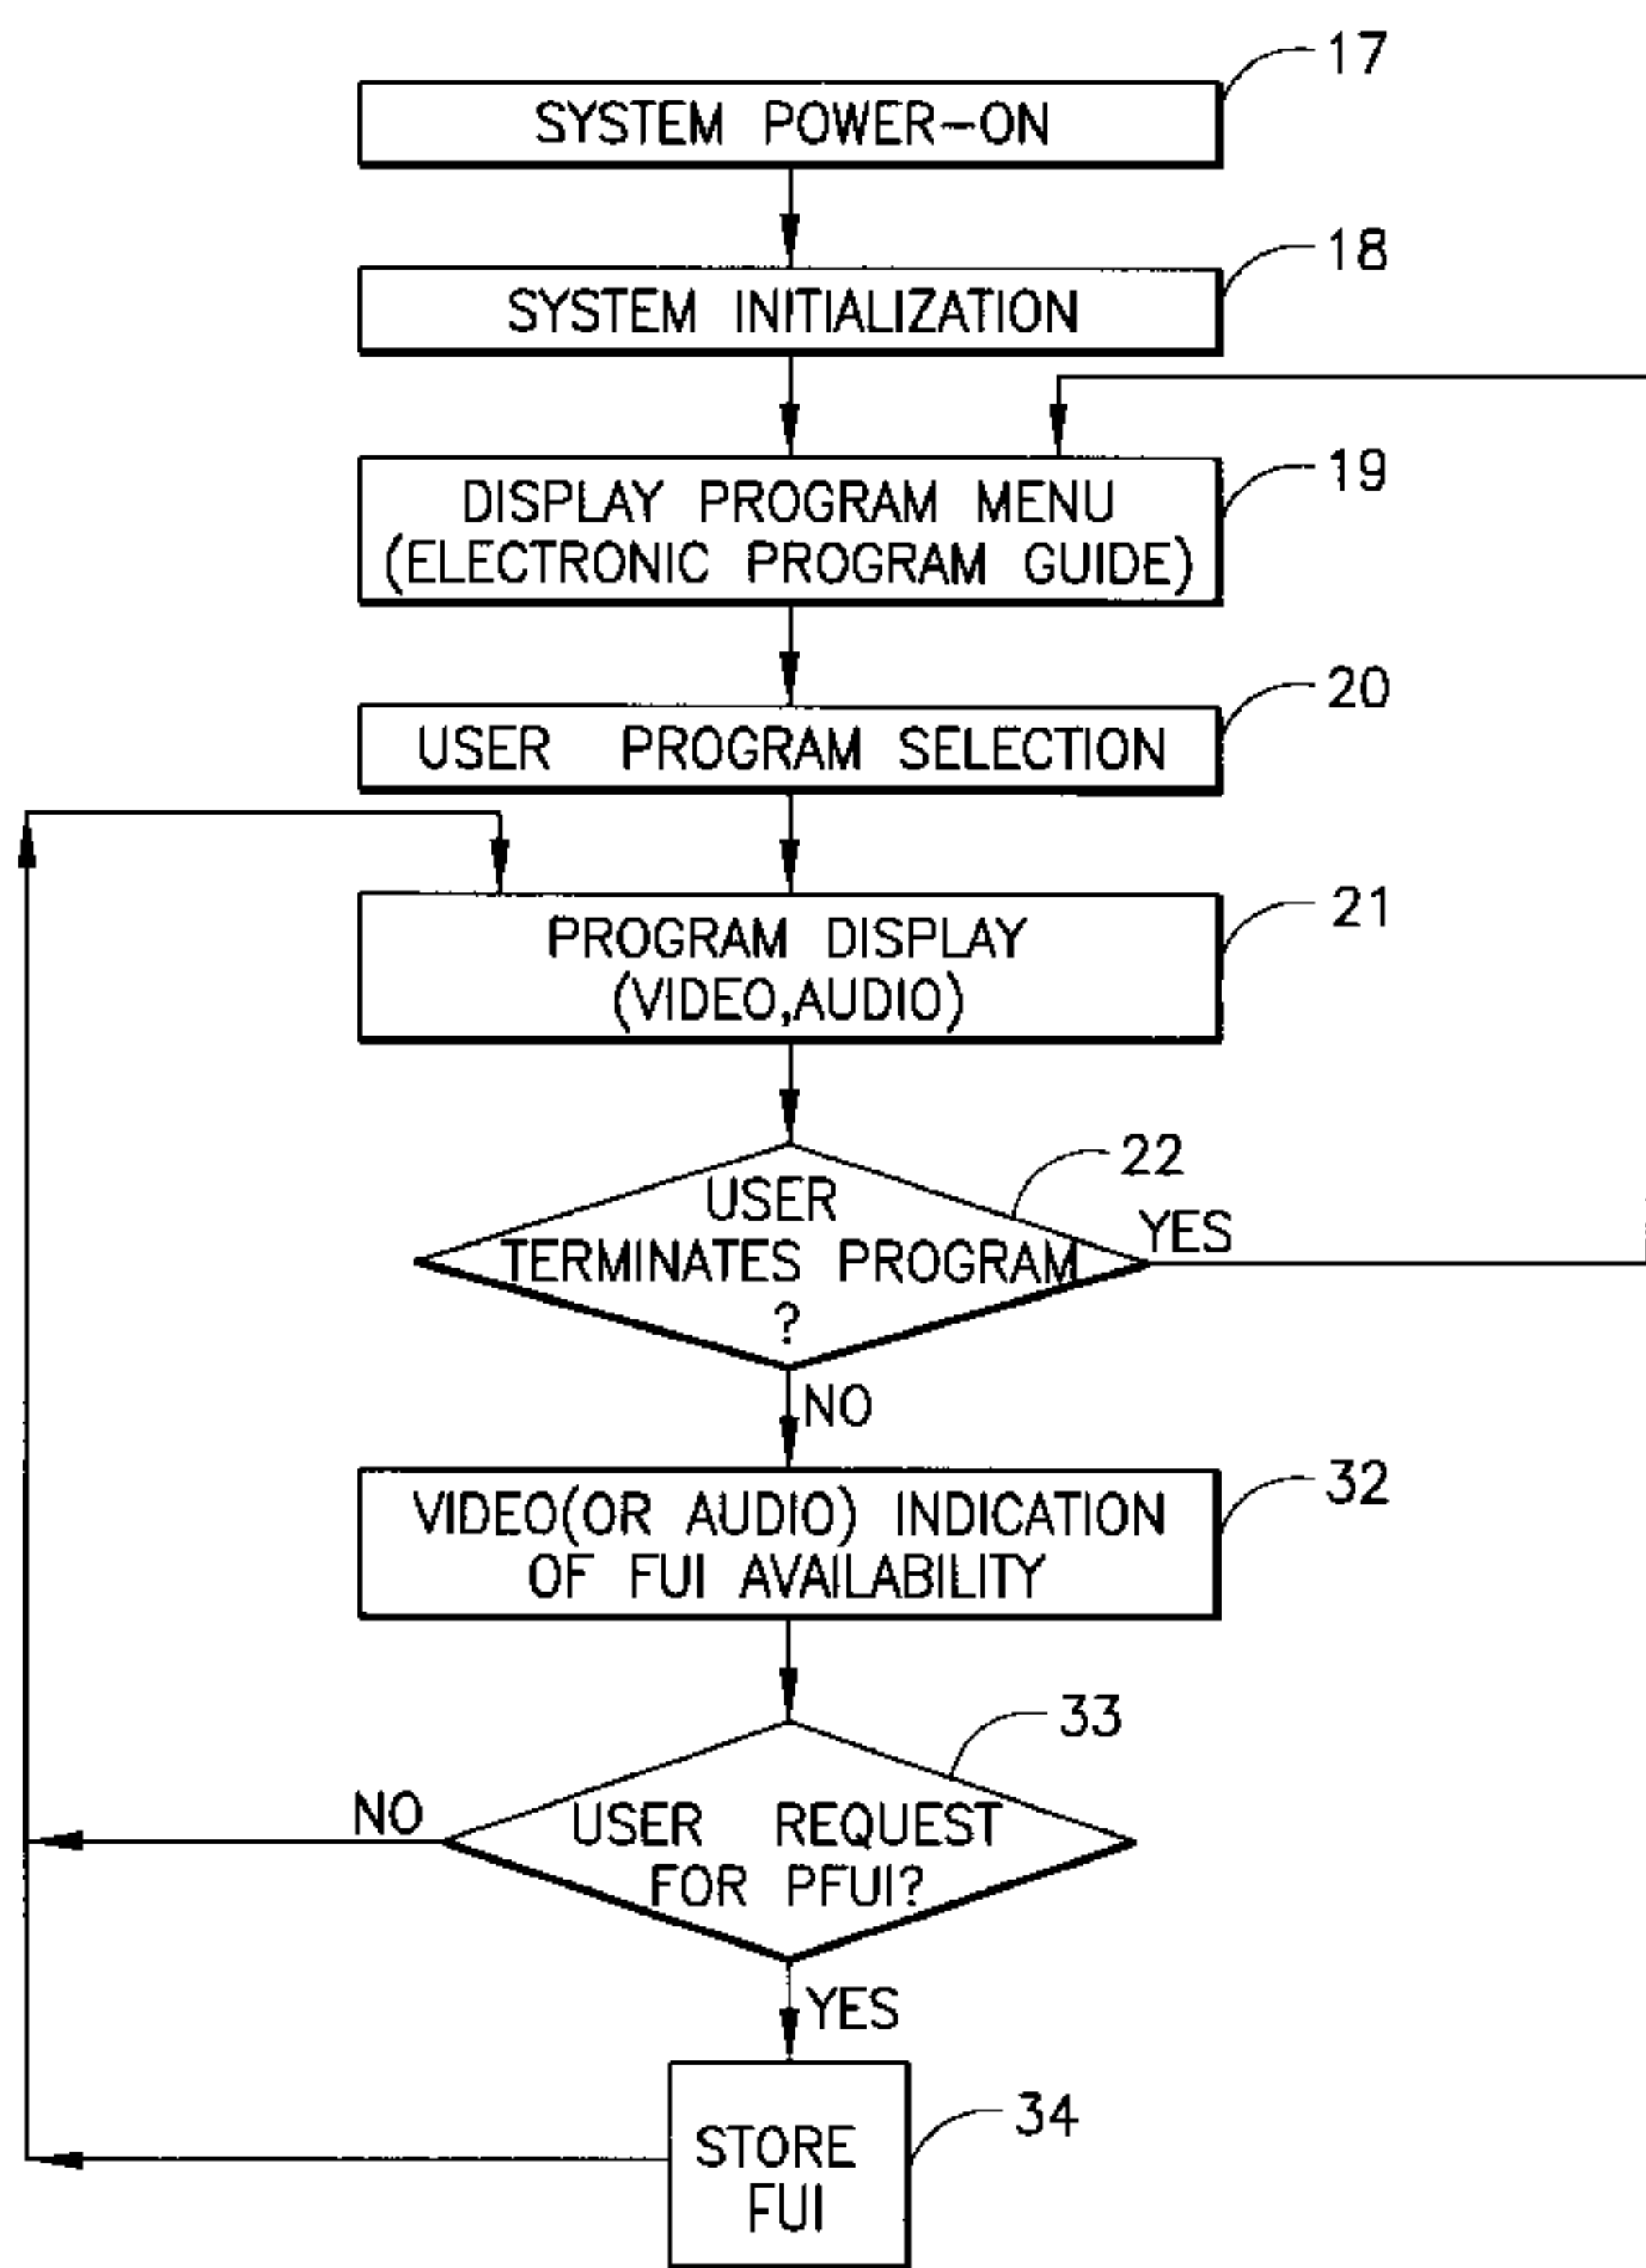 17
SYSTEM POWER-ON
18
SYSTEM INITIALIZATION
19
DISPLAY PROGRAM MENU
(ELECTRONIC PROGRAM GUIDE)
20
USER PROGRAM SELECTION
21
PROGRAM DISPLAY
(VIDEO,AUDIO)
22
USER
TERMINATES PROGRAM
?
YES
NO
32
VIDEO(OR AUDIO) INDICATION
OF FUI AVAILABILITY
33
USER REQUEST
FOR PFUI?
NO
YES
34
STORE
FUI